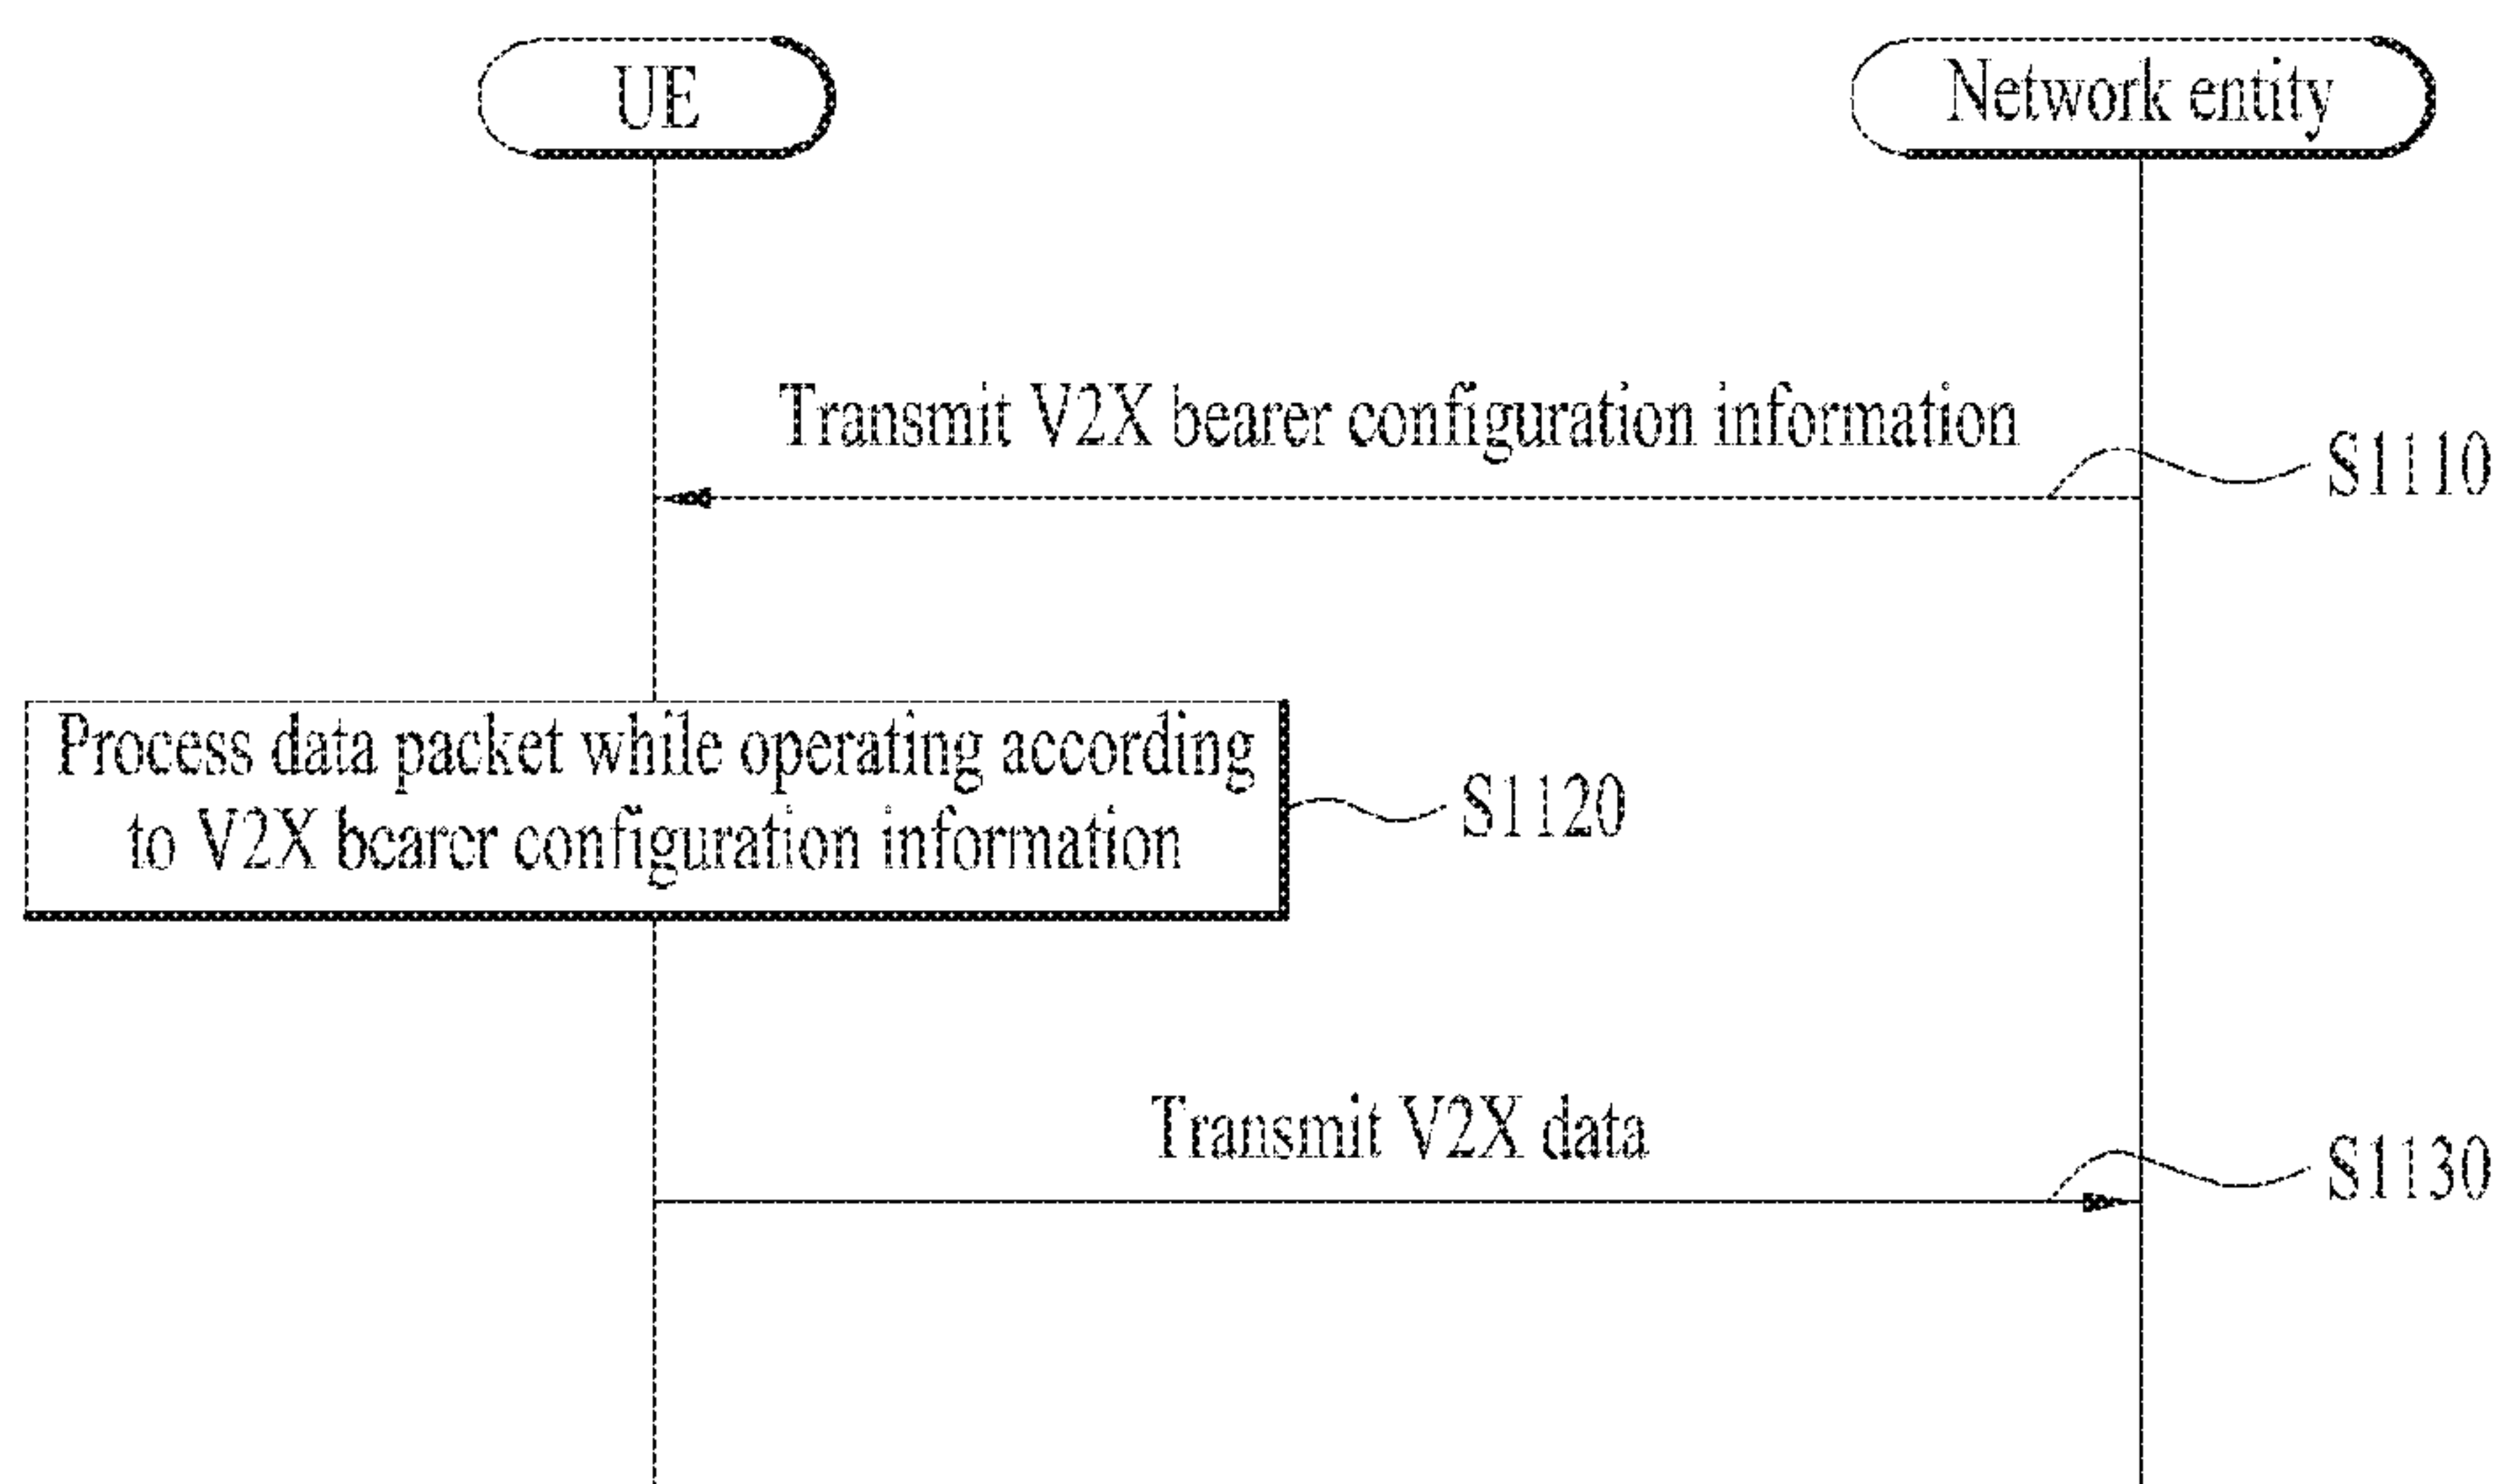 UE
Network entity
Transmit V2X bearer configuration information
S1110
Process data packet while operating according
to V2X bearer configuration information
S1120
Transmit V2X data
S1130